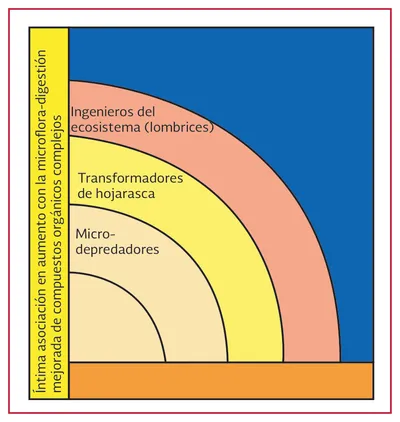 Íntima asociación en aumento con la microflora-digestión
mejorada de compuestos orgánicos complejos
Ingenieros del
ecosistema (lombrices)
Transformadores
de hojarasca
Micro-
depredadores